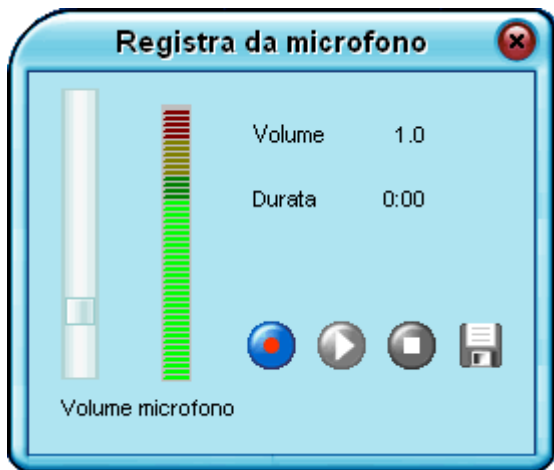 Registra da microfono
Volume 1.0
Durata 0:00
Volume microfono